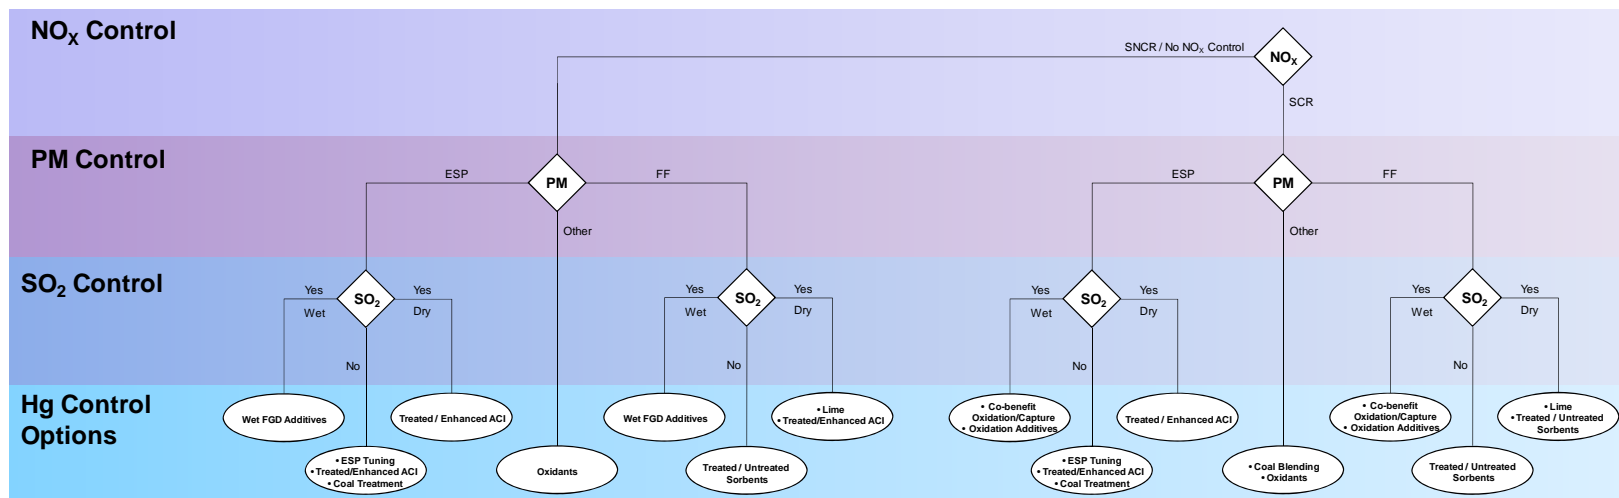 NOX Control
SNCR / No NOX Control
NOX
SCR
PM Control
ESP
PM
FF
Other
ESP
PM
FF
Other
SO2 Control
Yes
Wet
SO2
Yes
Dry
No
Yes
Wet
SO2
Yes
Dry
No
Yes
Wet
SO2
Yes
Dry
No
Yes
Wet
SO2
Yes
Dry
No
Hg Control
Options
Wet FGD Additives
• ESP Tuning
• Treated/Enhanced ACI
• Coal Treatment
Treated / Enhanced ACI
Oxidants
Wet FGD Additives
Treated / Untreated
Sorbents
• Lime
• Treated/Enhanced ACI
• Co-benefit
Oxidation/Capture
• Oxidation Additives
• ESP Tuning
• Treated/Enhanced ACI
• Coal Treatment
Treated / Enhanced ACI
• Coal Blending
• Oxidants
• Co-benefit
Oxidation/Capture
• Oxidation Additives
Treated / Untreated
Sorbents
• Lime
• Treated / Untreated
Sorbents